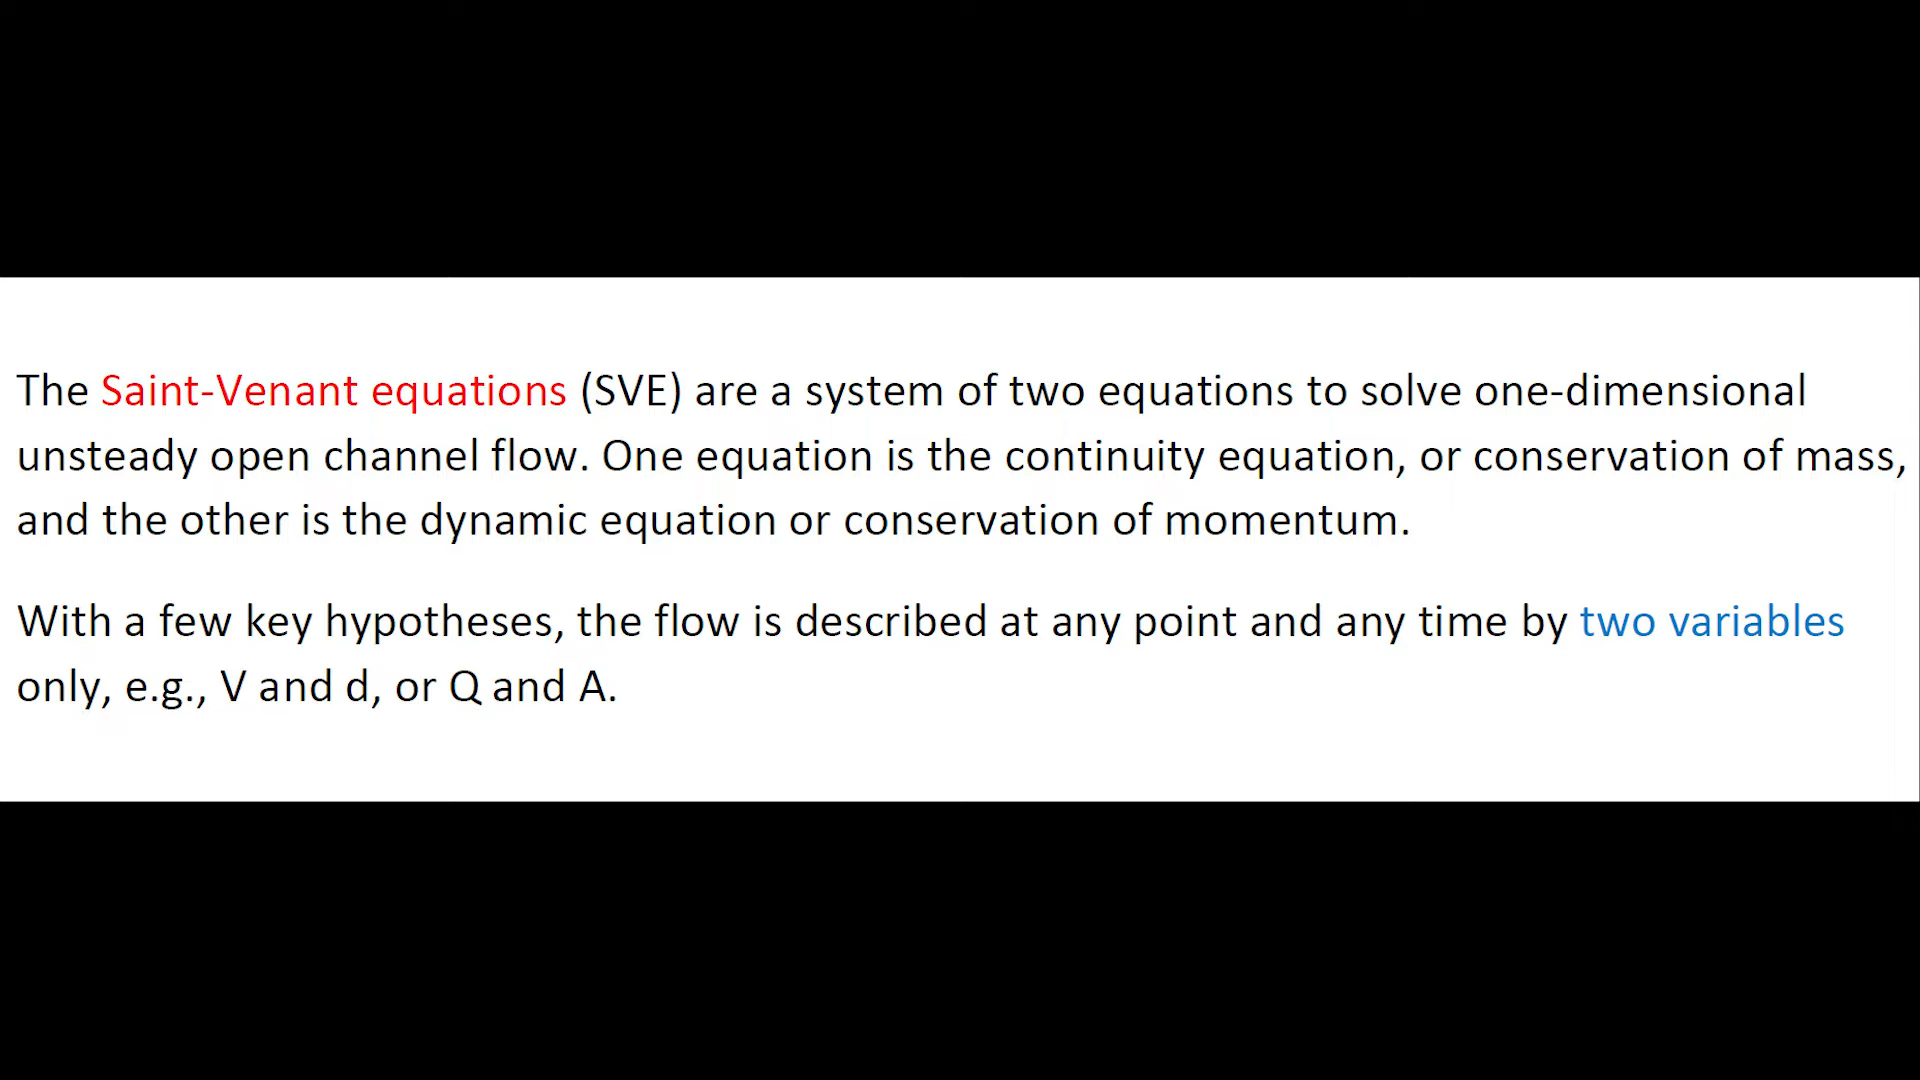 The Saint-Venant equations (SVE) are a system of two equations to solve one-dimensional
unsteady open channel flow. One equation is the continuity equation, or conservation of mass,
and the other is the dynamic equation or conservation of momentum.
With a few key hypotheses, the flow is described at any point and any time by two variables
only, e.g., V and d, or Q and A.